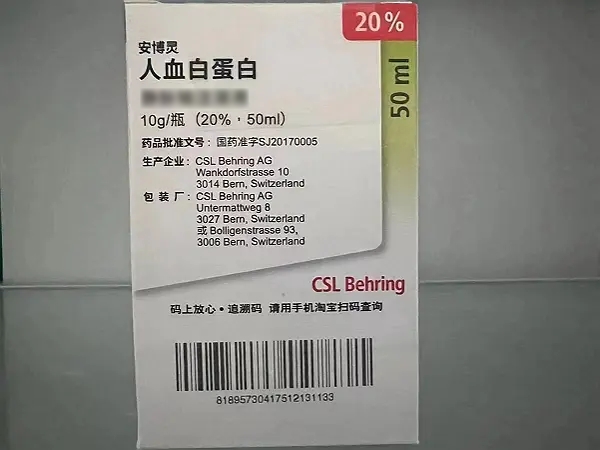 20%
50 ml
安博灵
人血白蛋白
10g/瓶（20%，50ml）
药品批准文号：国药准字SJ20170005
生产企业：CSL Behring AG
Wankdorfstrasse 10
3014 Bern, Switzerland
包 装 厂：CSL Behring AG
Untermattweg 8
3027 Bern, Switzerland
或 Bolligenstrasse 93,
3006 Bern, Switzerland
CSL Behring
码上放心·追溯码 请用手机淘宝扫码查询
81895730417512131133